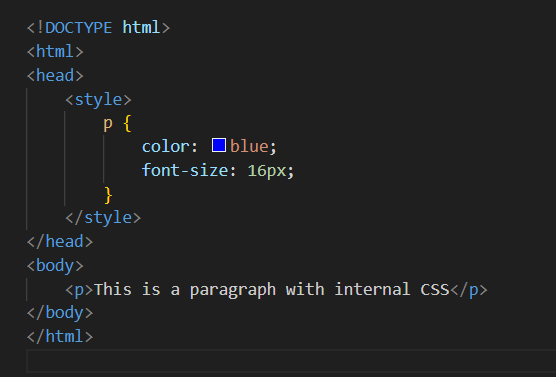 <!DOCTYPE html>
<html>
<head>
    <style>
        p {
            color: blue;
            font-size: 16px;
        }
    </style>
</head>
<body>
    <p>This is a paragraph with internal CSS</p>
</body>
</html>